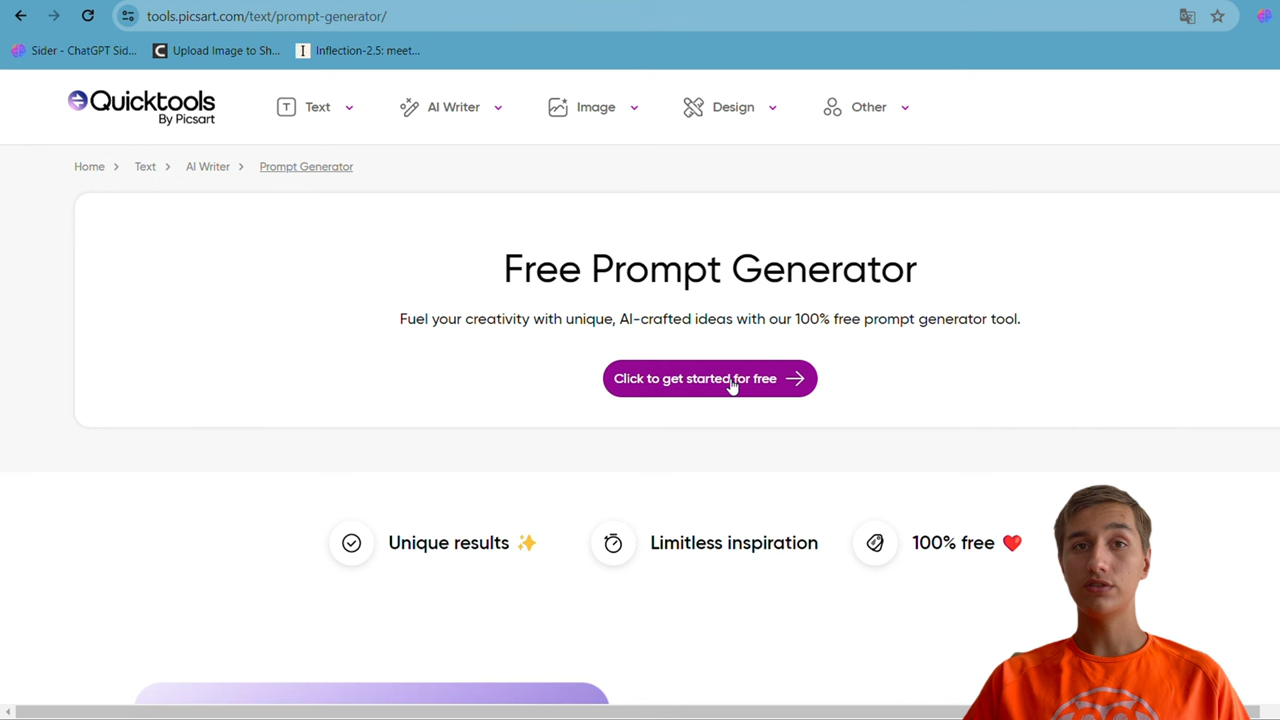 tools.picsart.com/text/prompt-generator/
Sider - ChatGPT Sid...
Upload Image to Sh...
Inflection-2.5: meet...
Quicktools
By Picsart
Text
AI Writer
Image
Design
Other
Home > Text > AI Writer > Prompt Generator
Free Prompt Generator
Fuel your creativity with unique, AI-crafted ideas with our 100% free prompt generator tool.
Click to get started for free →
Unique results ✨
Limitless inspiration
100% free ❤️